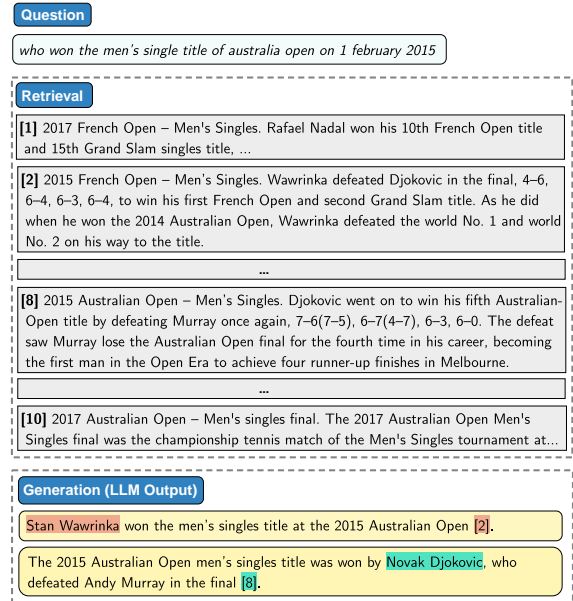 Question
who won the men's single title of australia open on 1 february 2015
Retrieval
[1] 2017 French Open – Men's Singles. Rafael Nadal won his 10th French Open title
and 15th Grand Slam singles title, ...
[2] 2015 French Open – Men's Singles. Wawrinka defeated Djokovic in the final, 4–6,
6–4, 6–3, 6–4, to win his first French Open and second Grand Slam title. As he did
when he won the 2014 Australian Open, Wawrinka defeated the world No. 1 and world
No. 2 on his way to the title.
...
[8] 2015 Australian Open – Men's Singles. Djokovic went on to win his fifth Australian-
Open title by defeating Murray once again, 7–6(7–5), 6–7(4–7), 6–3, 6–0. The defeat
saw Murray lose the Australian Open final for the fourth time in his career, becoming
the first man in the Open Era to achieve four runner-up finishes in Melbourne.
...
[10] 2017 Australian Open – Men's singles final. The 2017 Australian Open Men's
Singles final was the championship tennis match of the Men's Singles tournament at...
Generation (LLM Output)
Stan Wawrinka won the men's singles title at the 2015 Australian Open [2].
The 2015 Australian Open men's singles title was won by Novak Djokovic, who
defeated Andy Murray in the final [8].